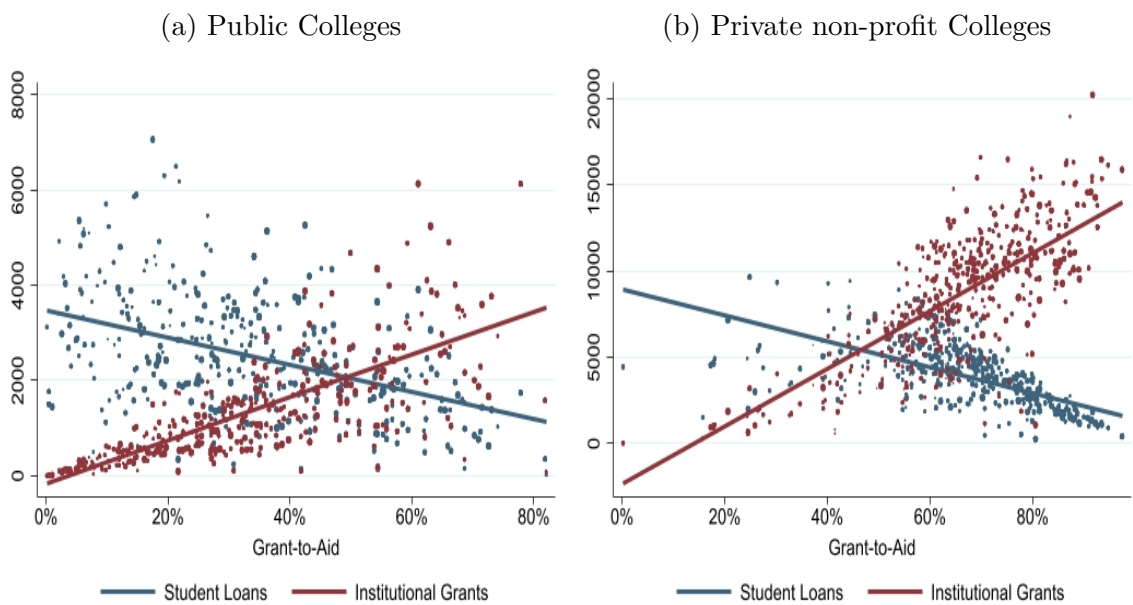 (a) Public Colleges
(b) Private non-profit Colleges
8000
6000
4000
2000
0
0% 20% 40% 60% 80%
Grant-to-Aid
Student Loans Institutional Grants
20000
15000
10000
5000
0
0% 20% 40% 60% 80%
Grant-to-Aid
Student Loans Institutional Grants